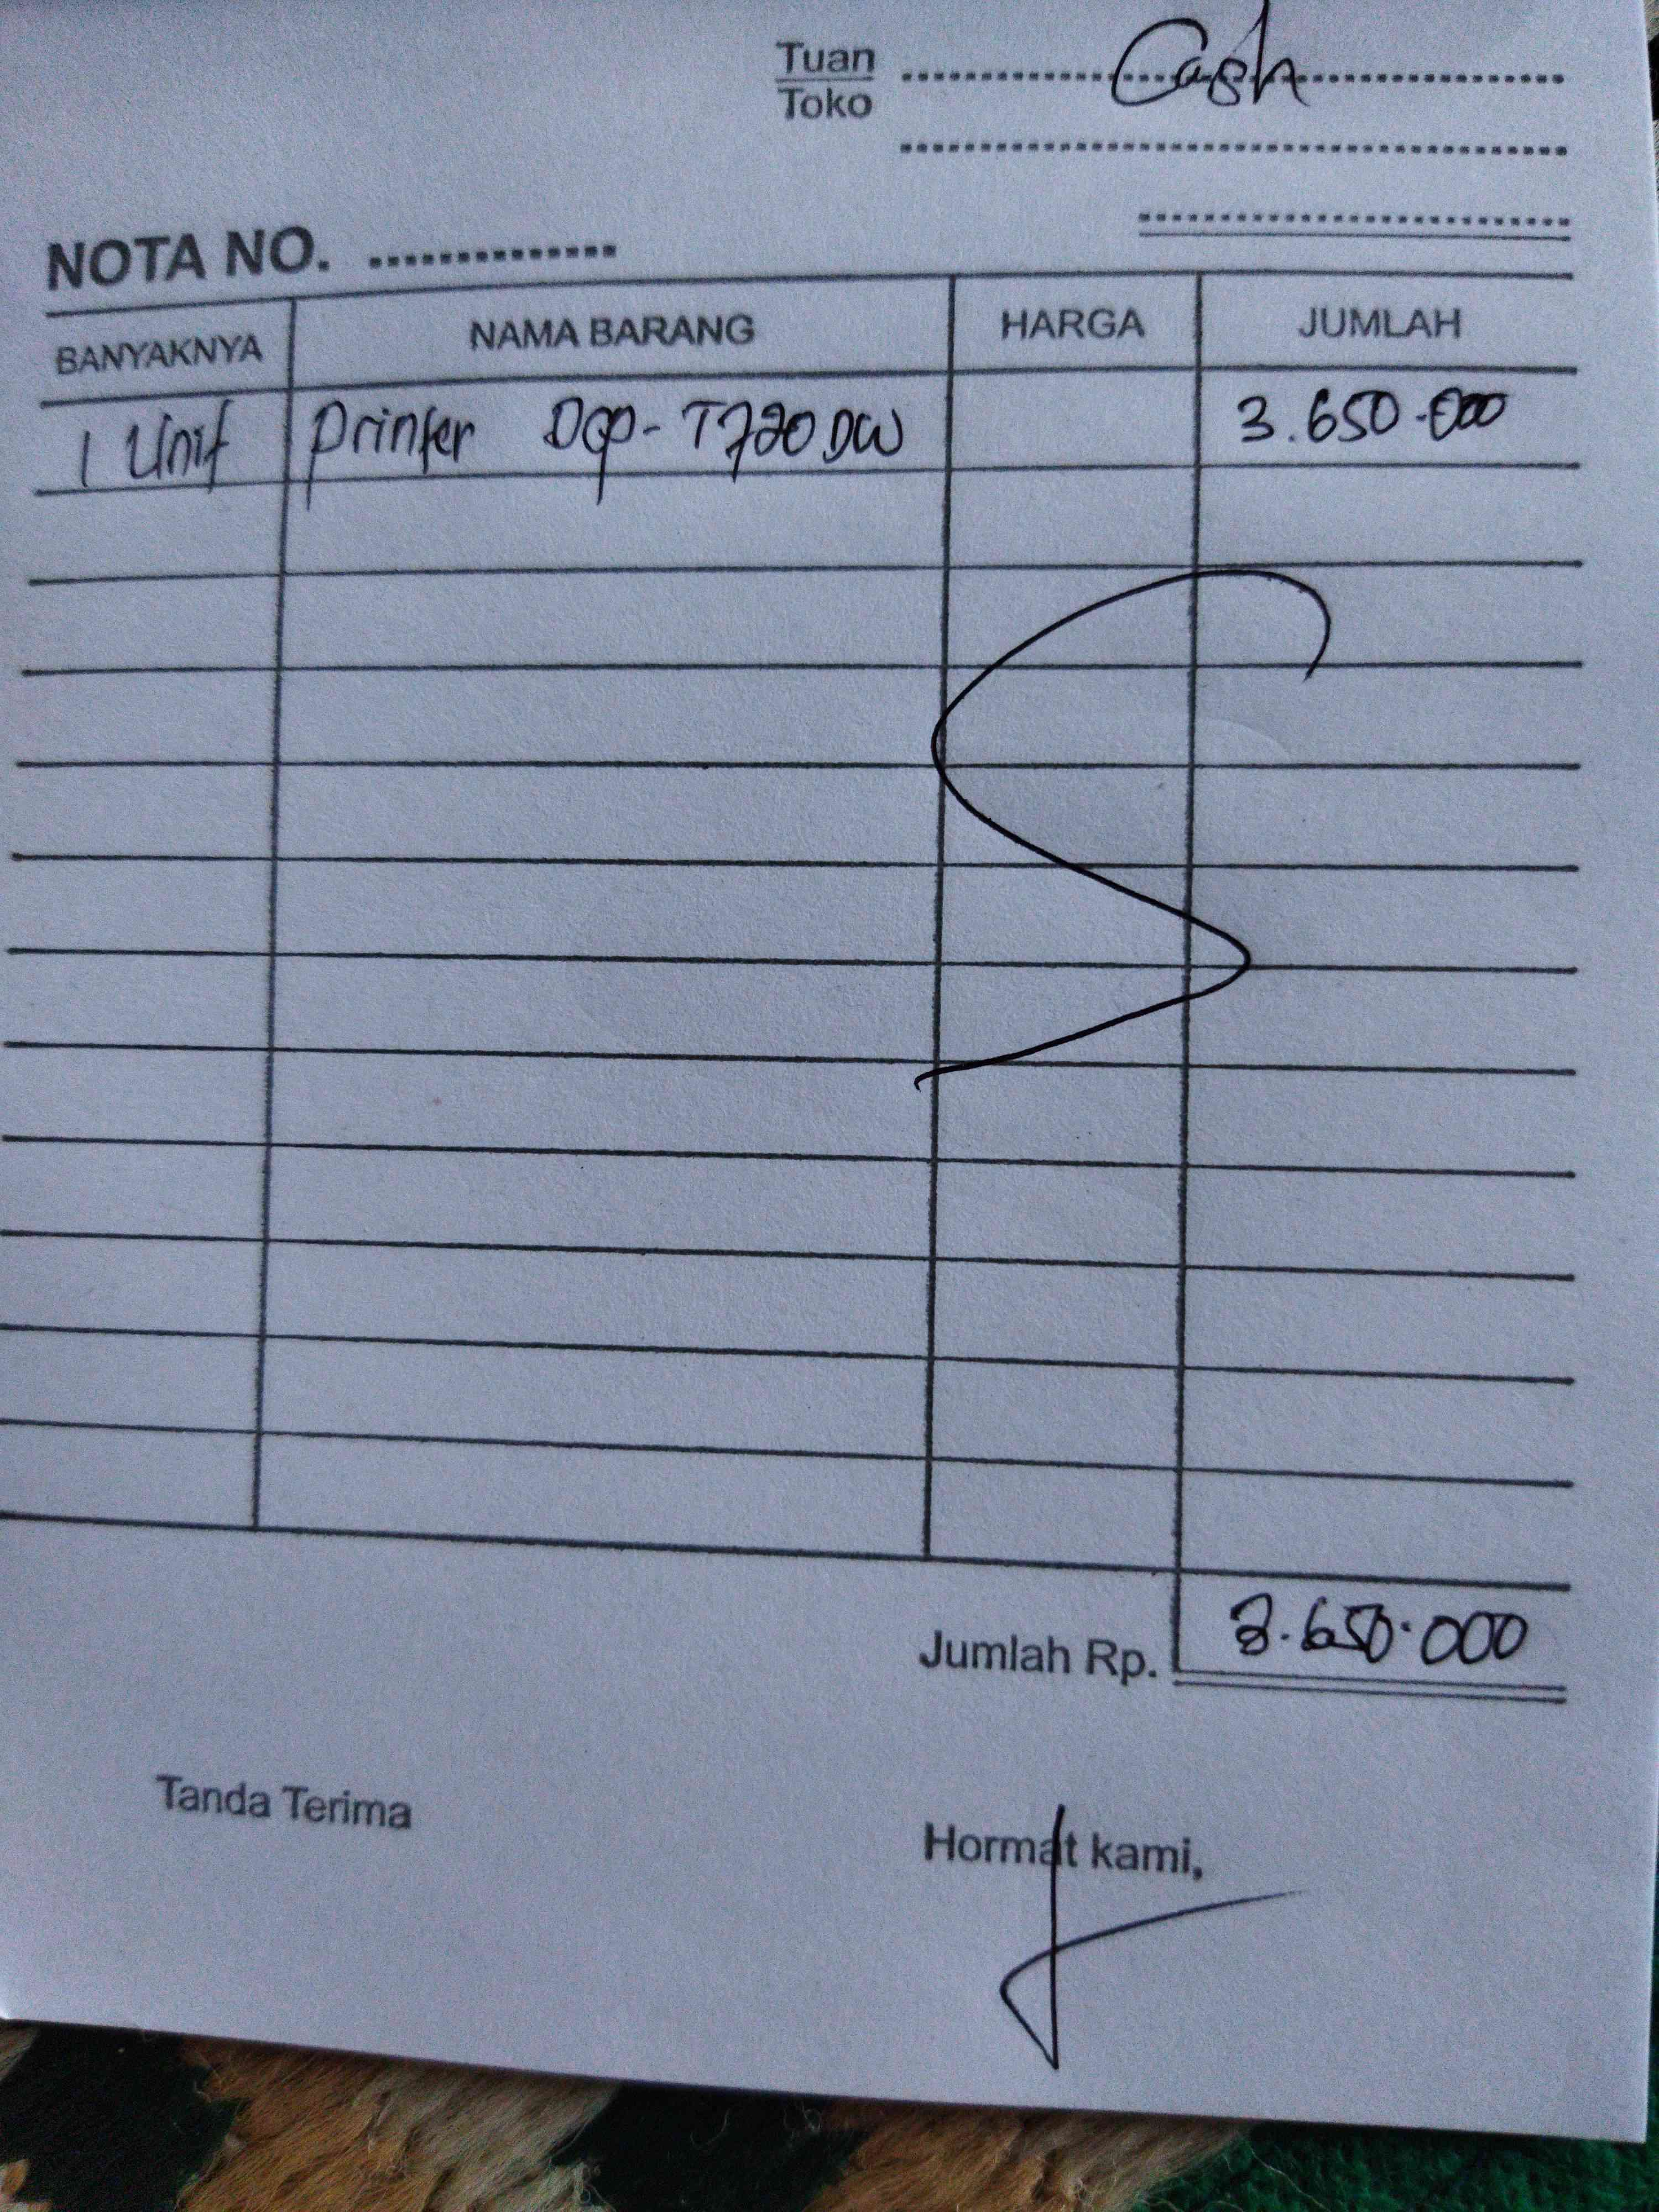 Tuan Cash
Toko
NOTA NO. ..............
BANYAKNYA NAMA BARANG HARGA JUMLAH
1 Unit Printer DCP-T720DW 3.650.000
Jumlah Rp. 3.650.000
Tanda Terima
Hormat kami,